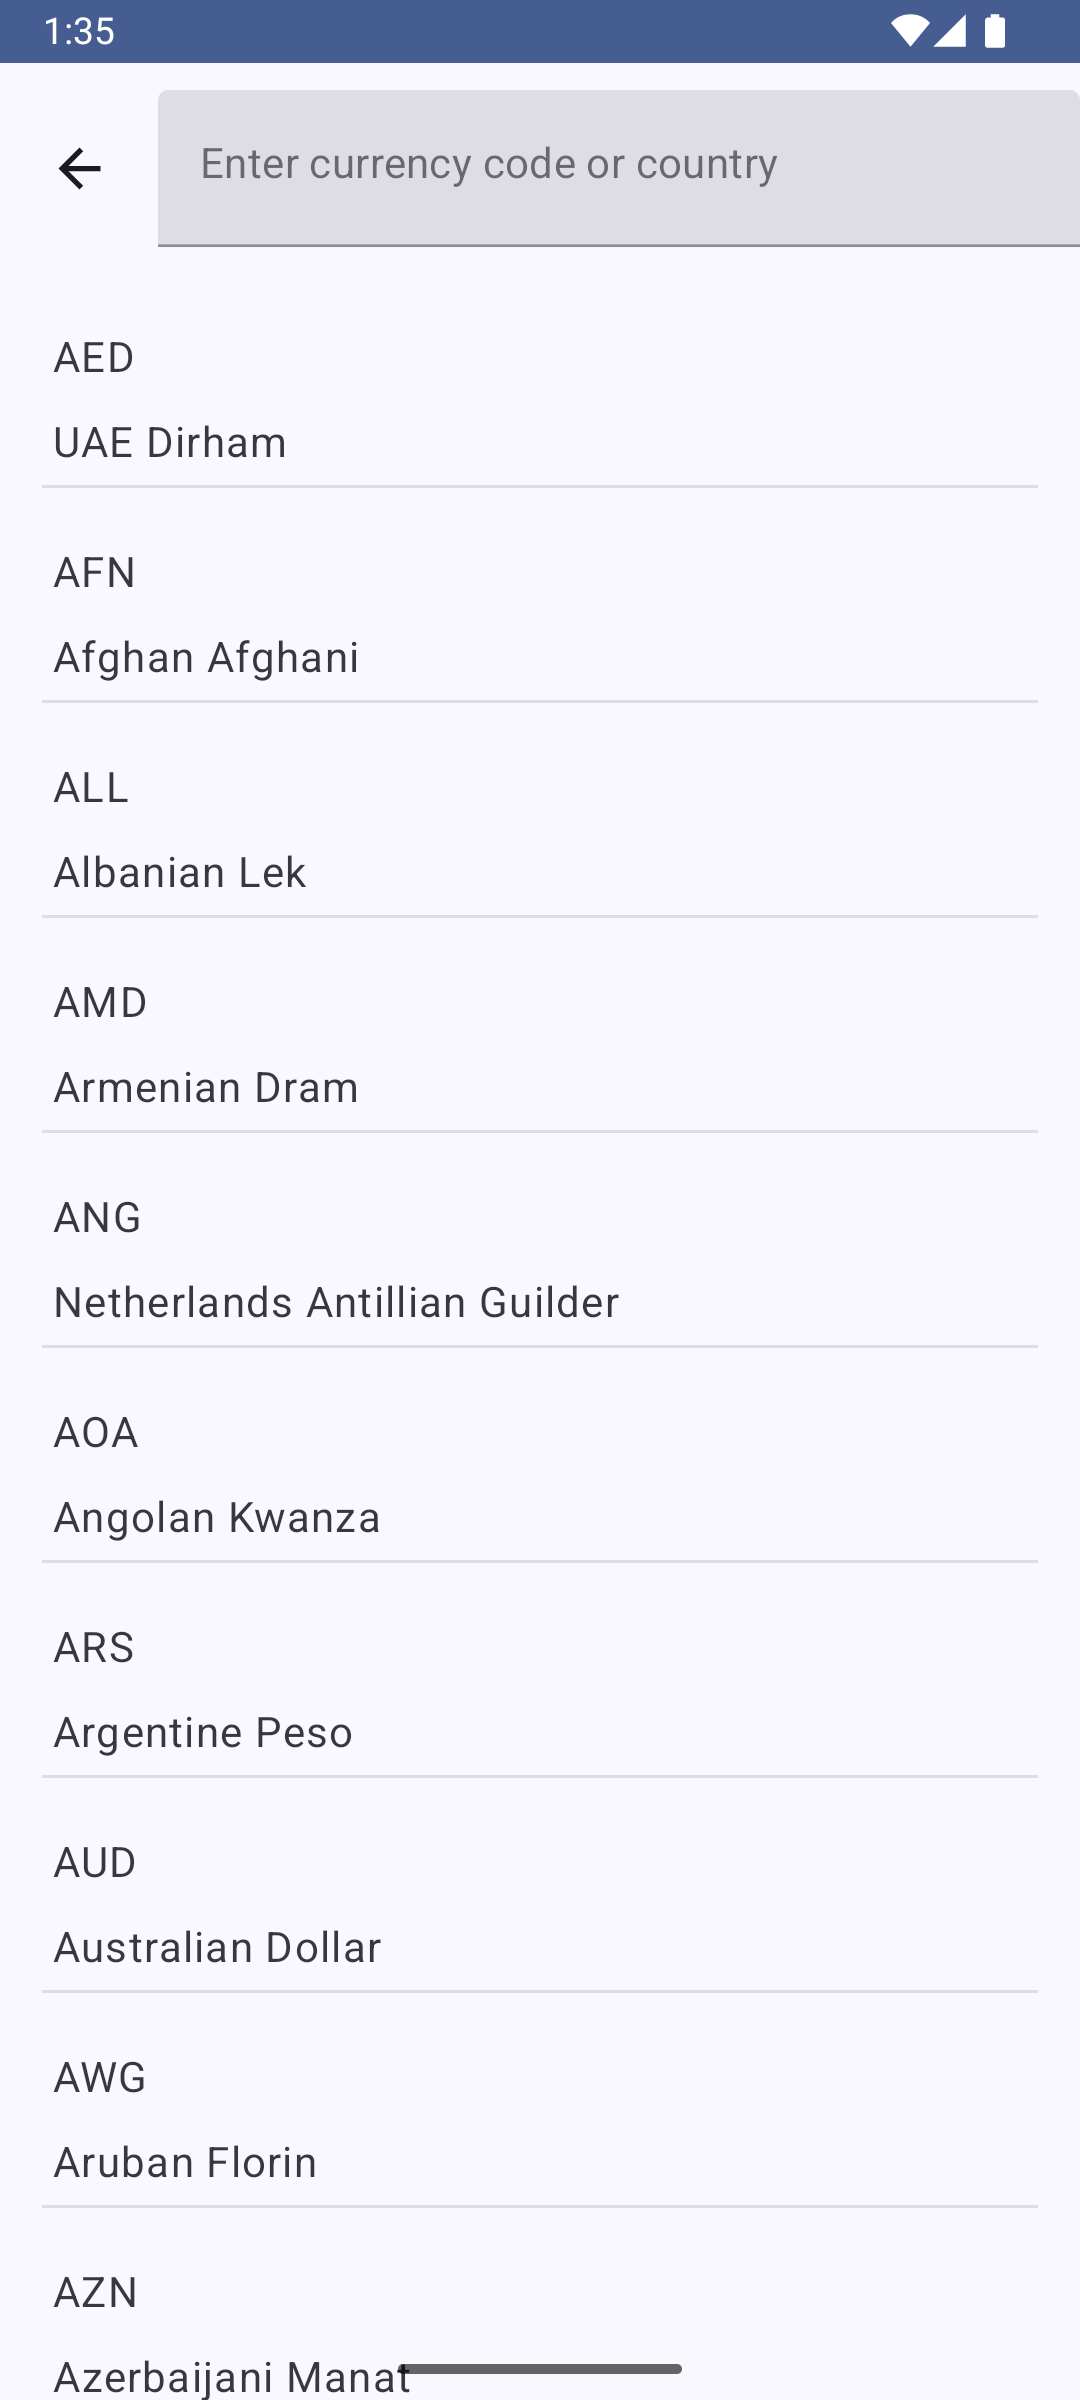 1:35
Enter currency code or country
AED
UAE Dirham
AFN
Afghan Afghani
ALL
Albanian Lek
AMD
Armenian Dram
ANG
Netherlands Antillian Guilder
AOA
Angolan Kwanza
ARS
Argentine Peso
AUD
Australian Dollar
AWG
Aruban Florin
AZN
Azerbaijani Manat